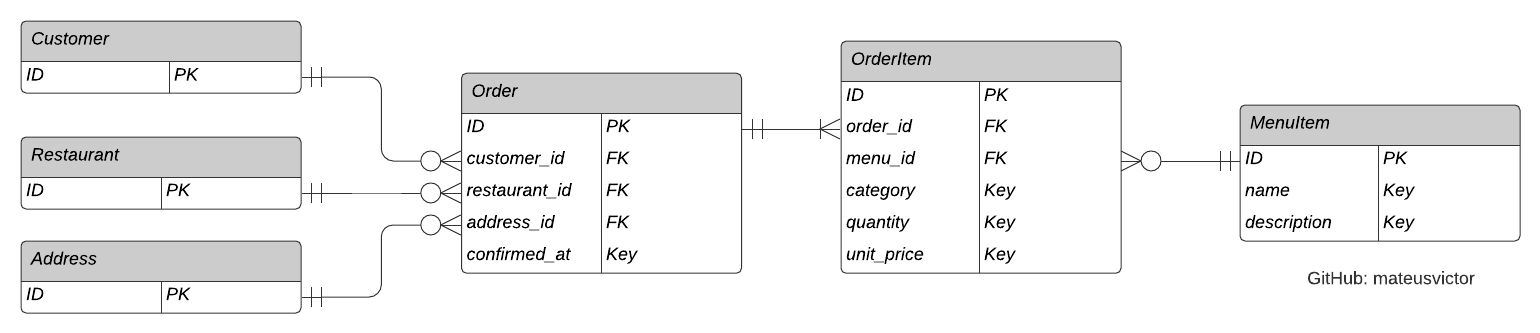 Customer
ID PK
Restaurant
ID PK
Address
ID PK
Order
ID PK
customer_id FK
restaurant_id FK
address_id FK
confirmed_at Key
OrderItem
ID PK
order_id FK
menu_id FK
category Key
quantity Key
unit_price Key
MenuItem
ID PK
name Key
description Key
GitHub: mateusvictor